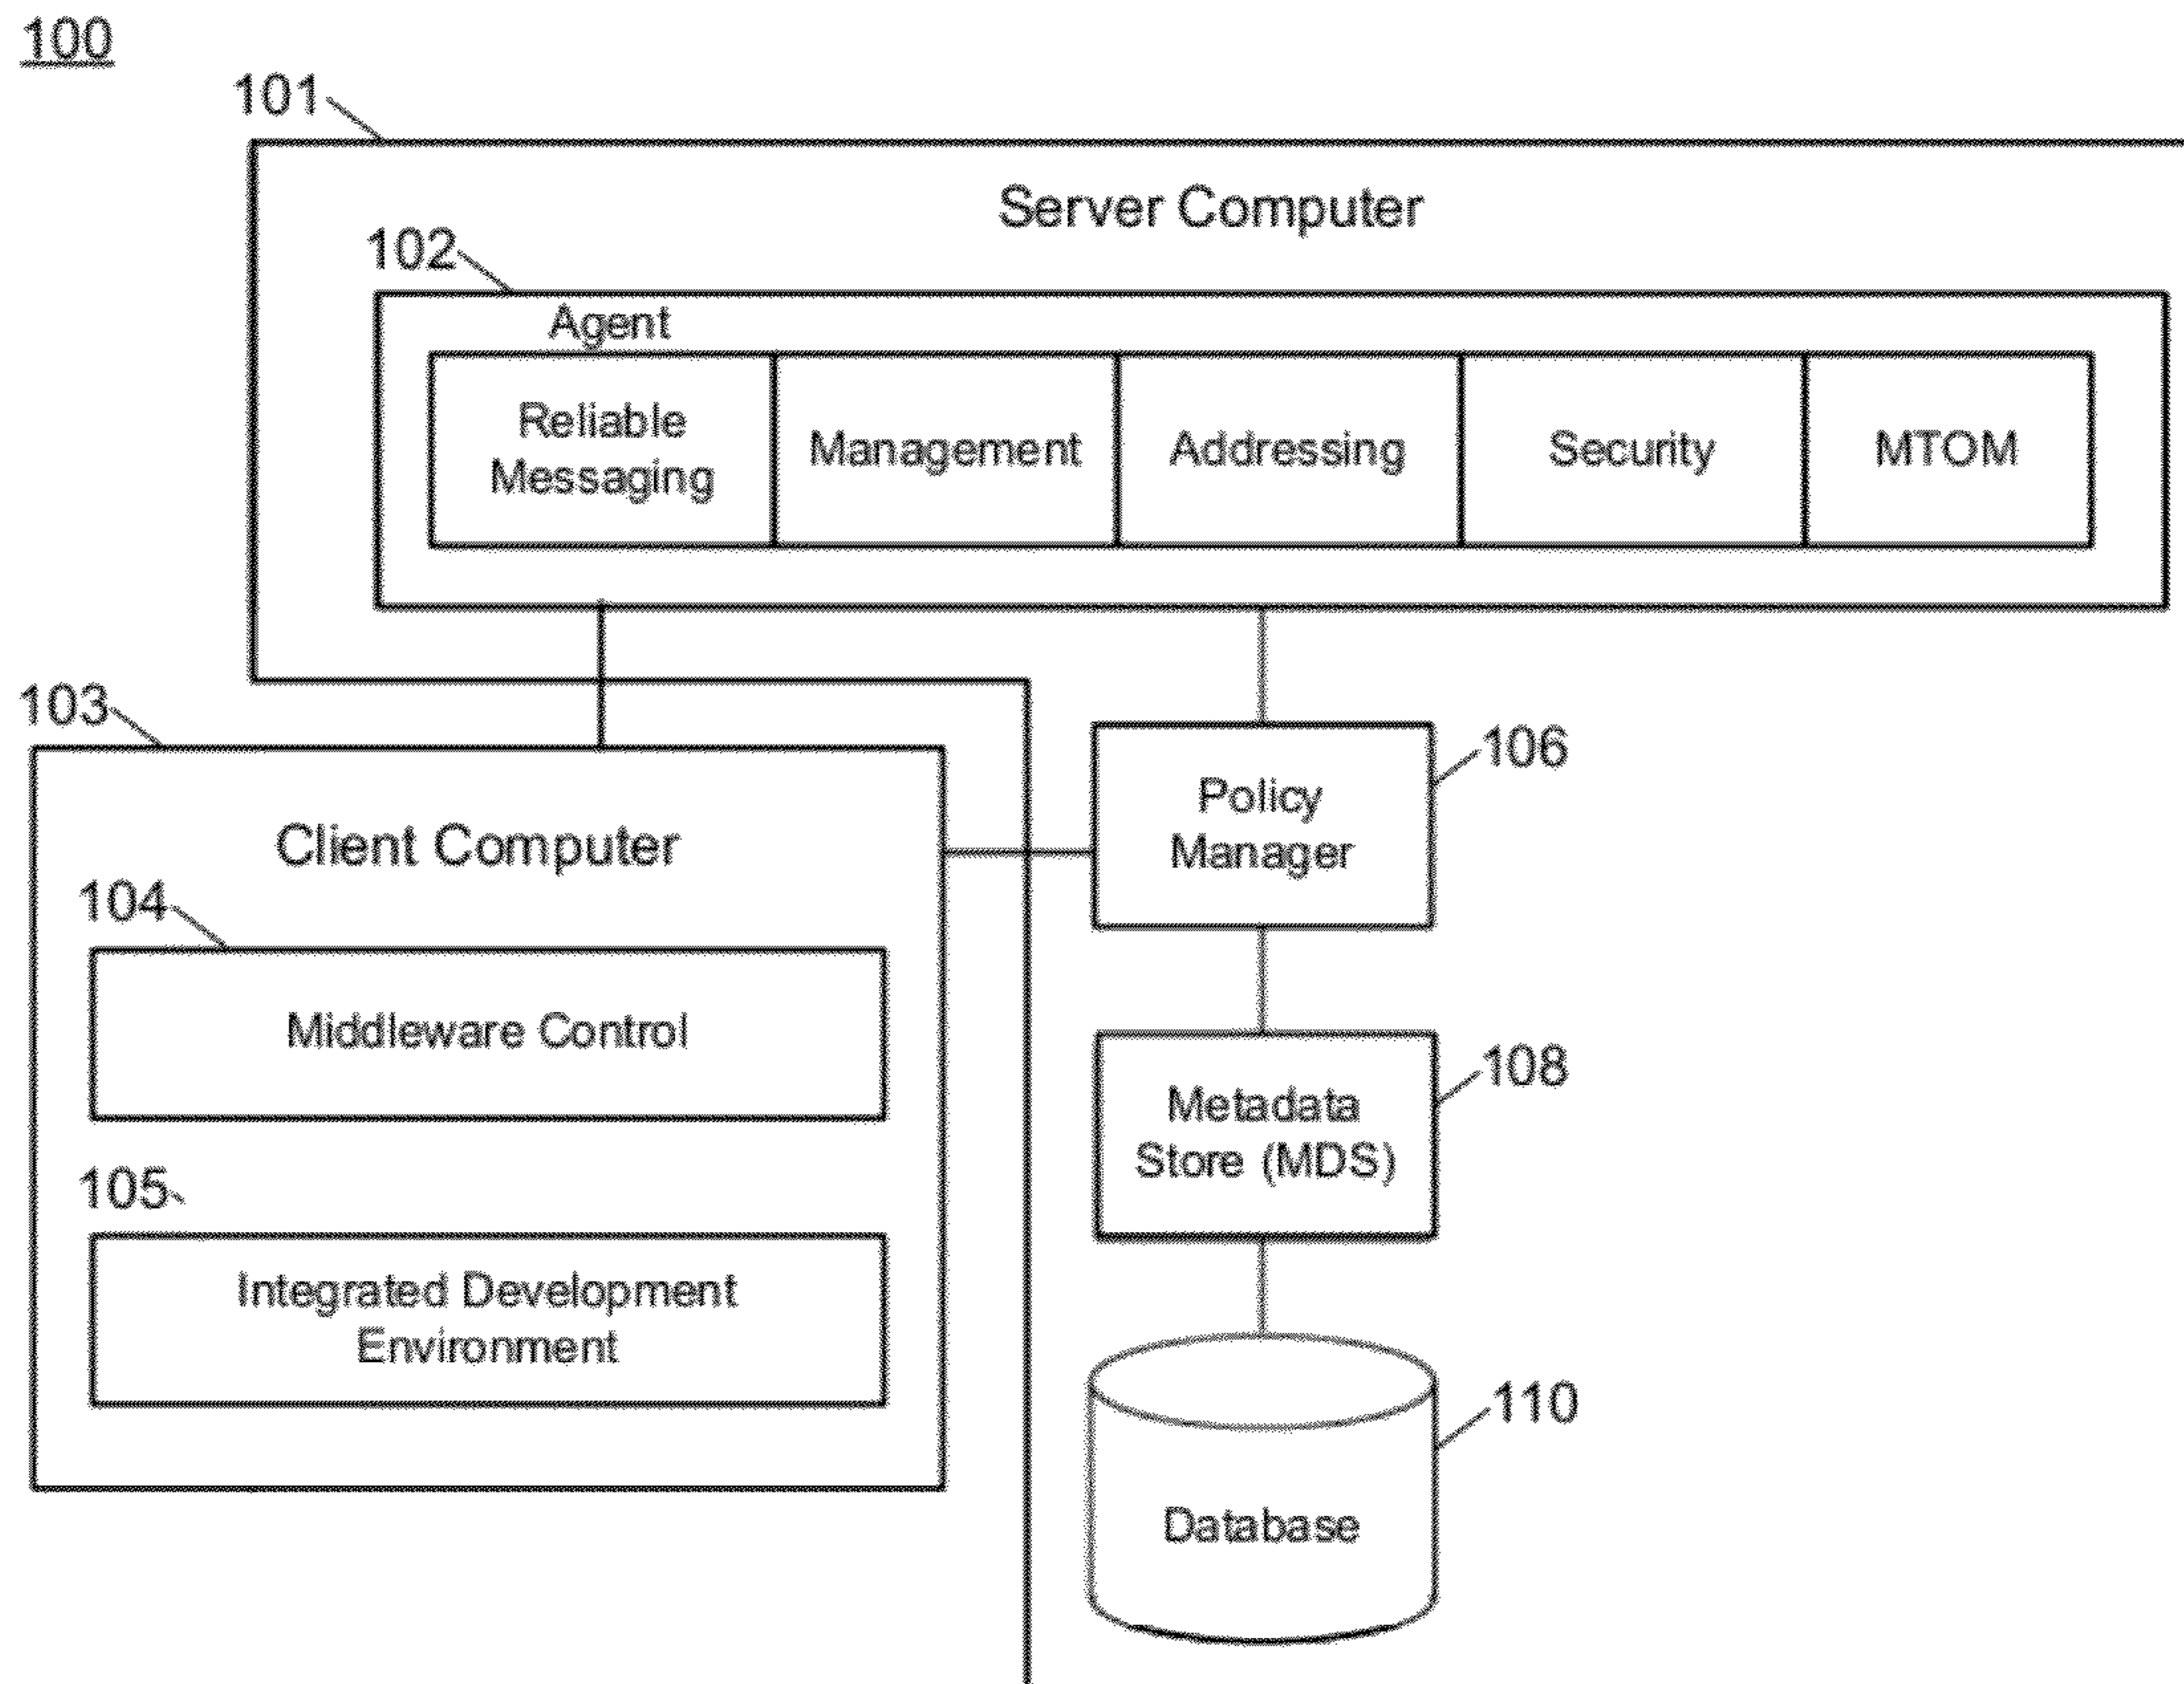 100
101
Server Computer
102
Agent
Reliable
Messaging
Management
Addressing
Security
MTOM
103
Client Computer
104
Middleware Control
105
Integrated Development
Environment
106
Policy
Manager
108
Metadata
Store (MDS)
110
Database